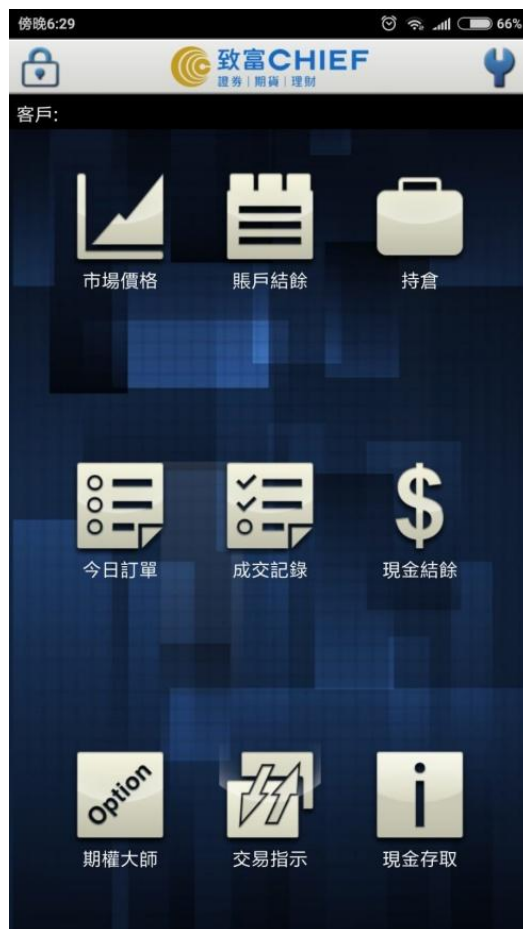 傍晚6:29
66%
致富CHIEF
證券 | 期貨 | 理財
客戶:
市場價格
賬戶結餘
持倉
今日訂單
成交記錄
現金結餘
Option
期權大師
交易指示
現金存取